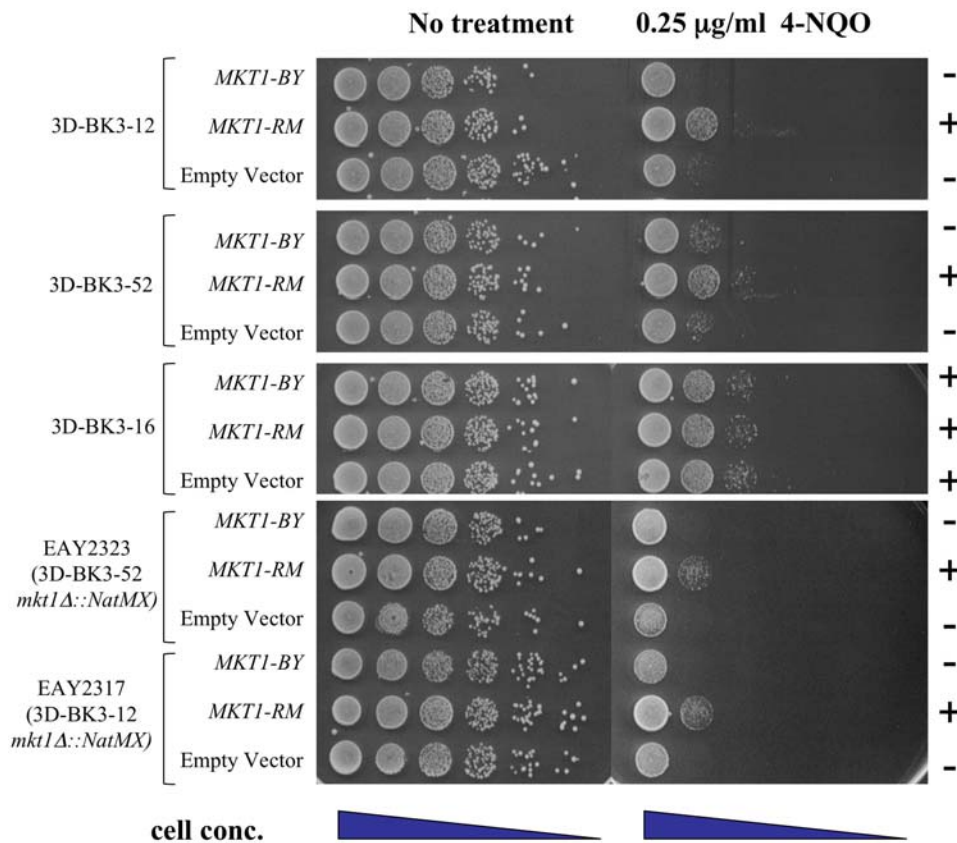 No treatment
0.25 μg/ml 4-NQO
3D-BK3-12
MKT1-BY
-
MKT1-RM
+
Empty Vector
-
3D-BK3-52
MKT1-BY
-
MKT1-RM
+
Empty Vector
-
3D-BK3-16
MKT1-BY
+
MKT1-RM
+
Empty Vector
+
EAY2323
(3D-BK3-52
mkt1Δ::NatMX)
MKT1-BY
-
MKT1-RM
+
Empty Vector
-
EAY2317
(3D-BK3-12
mkt1Δ::NatMX)
MKT1-BY
-
MKT1-RM
+
Empty Vector
-
cell conc.